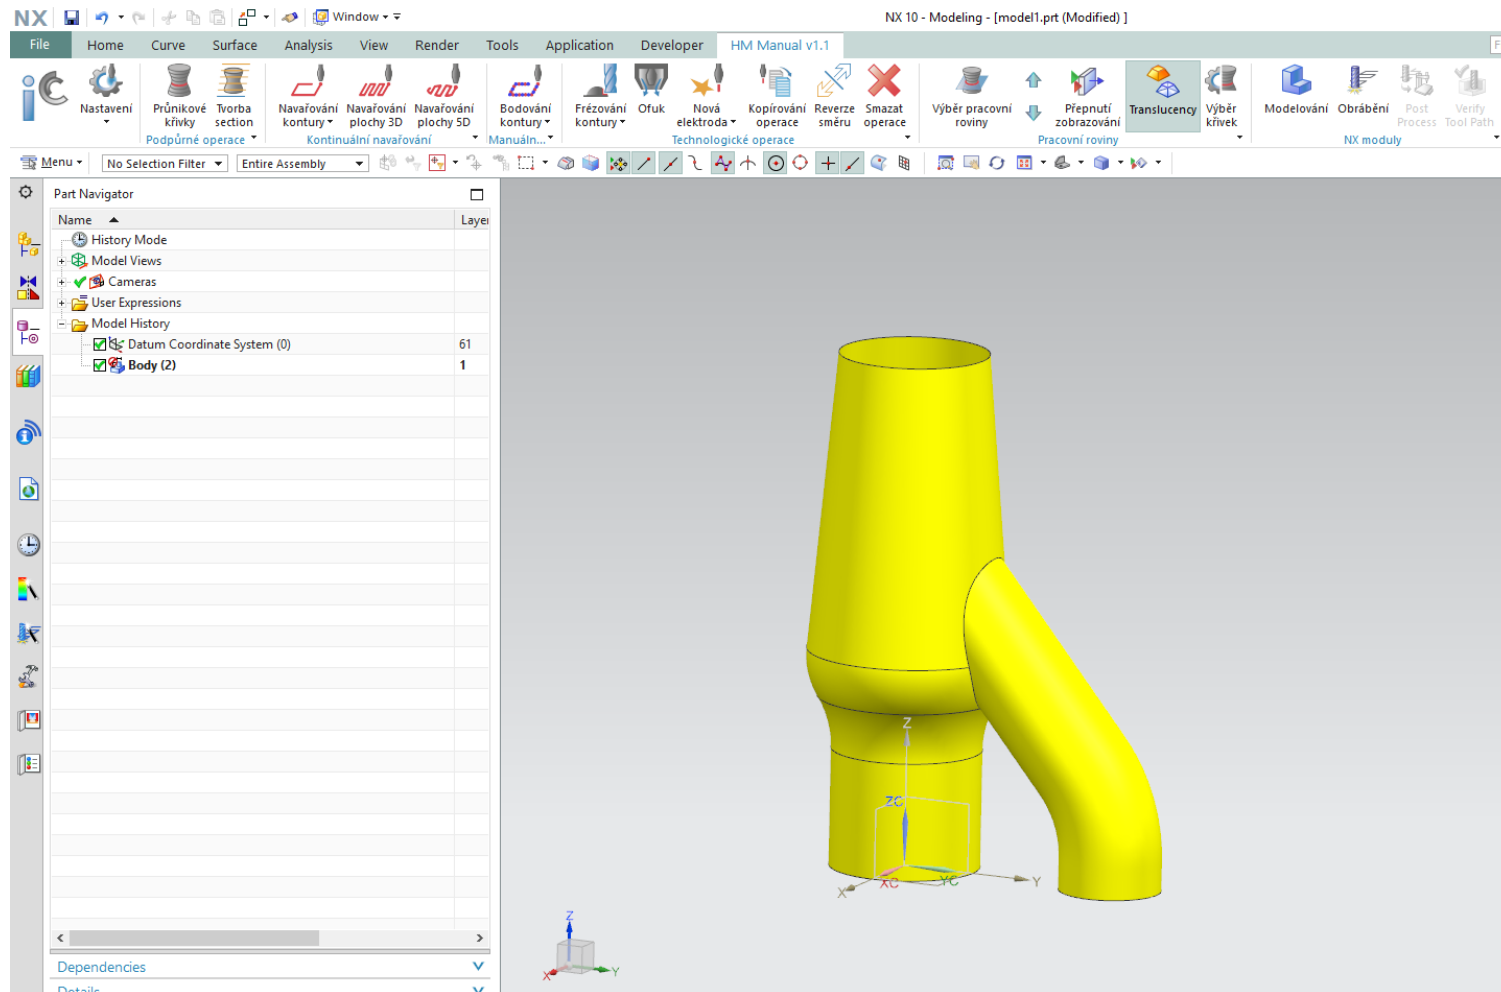 NX Window NX 10 - Modeling - [model1.prt (Modified) ]
File Home Curve Surface Analysis View Render Tools Application Developer HM Manual v1.1
Nastavení Průnikové křivky Tvorba section Navařování kontury Navařování plochy 3D Navařování plochy 5D Bodování kontury Frézování kontury Ofuk Nová elektroda Kopírování operace Reverze směru Smazat operace Výběr pracovní roviny Přepnutí zobrazování Translucency Výběr křivek Modelování Obrábění Post Process Verify Tool Path
Podpůrné operace Kontinuální navařování Manuáln... Technologické operace Pracovní roviny NX moduly
Menu No Selection Filter Entire Assembly
Part Navigator
Name Layer
History Mode
Model Views
Cameras
User Expressions
Model History
Datum Coordinate System (0) 61
Body (2) 1
Z
ZC
XC YC
X Y
Z
X Y
Dependencies
Details